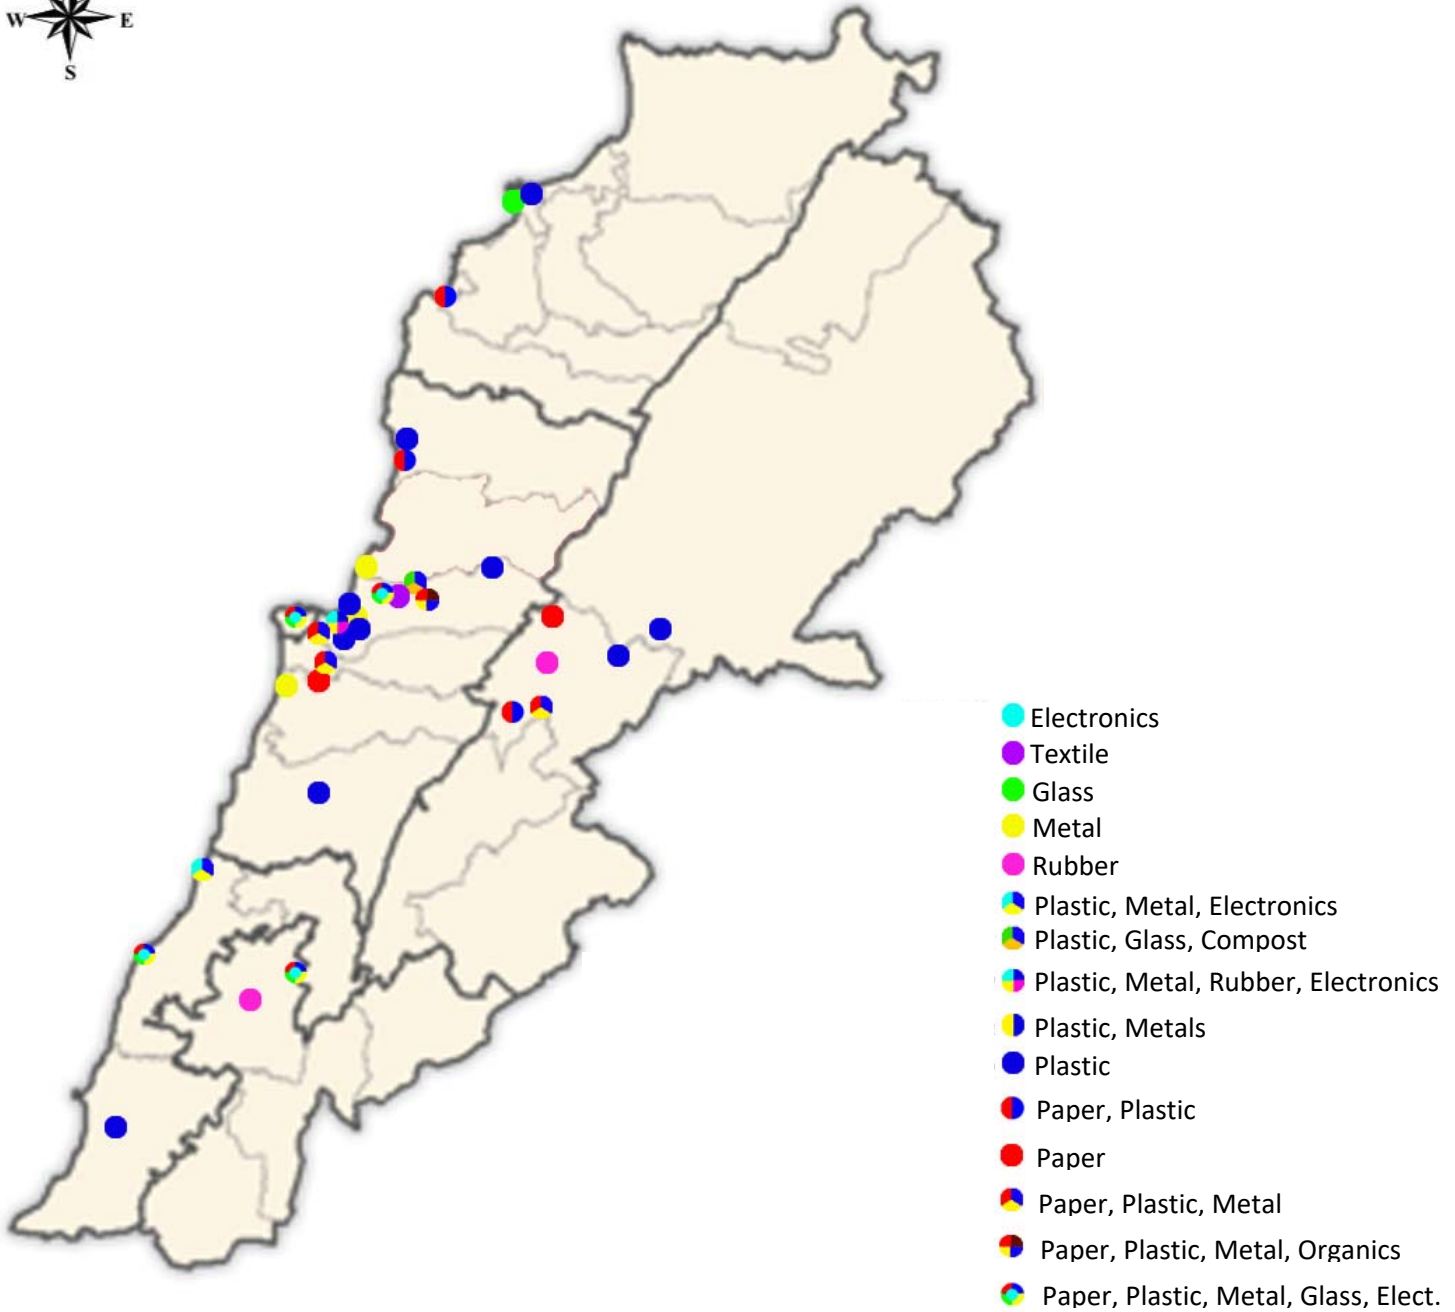 W
E
S
Electronics
Textile
Glass
Metal
Rubber
Plastic, Metal, Electronics
Plastic, Glass, Compost
Plastic, Metal, Rubber, Electronics
Plastic, Metals
Plastic
Paper, Plastic
Paper
Paper, Plastic, Metal
Paper, Plastic, Metal, Organics
Paper, Plastic, Metal, Glass, Elect.